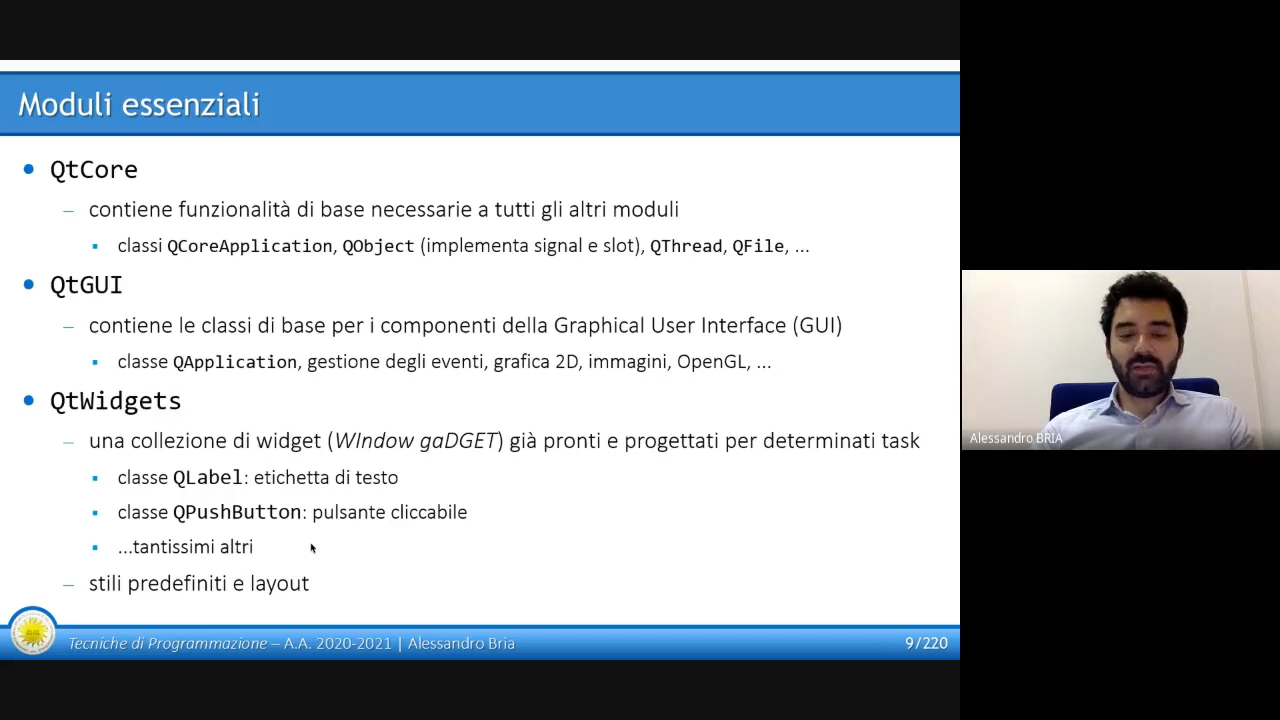 Moduli essenziali
QtCore
contiene funzionalità di base necessarie a tutti gli altri moduli
classi QCoreApplication, QObject (implementa signal e slot), QThread, QFile, ...
QtGUI
contiene le classi di base per i componenti della Graphical User Interface (GUI)
classe QApplication, gestione degli eventi, grafica 2D, immagini, OpenGL, ...
QtWidgets
una collezione di widget (WIndow gaDGET) già pronti e progettati per determinati task
classe QLabel: etichetta di testo
classe QPushButton: pulsante cliccabile
...tantissimi altri
stili predefiniti e layout
Tecniche di Programmazione – A.A. 2020-2021 | Alessandro Bria
9/220
Alessandro BRIA